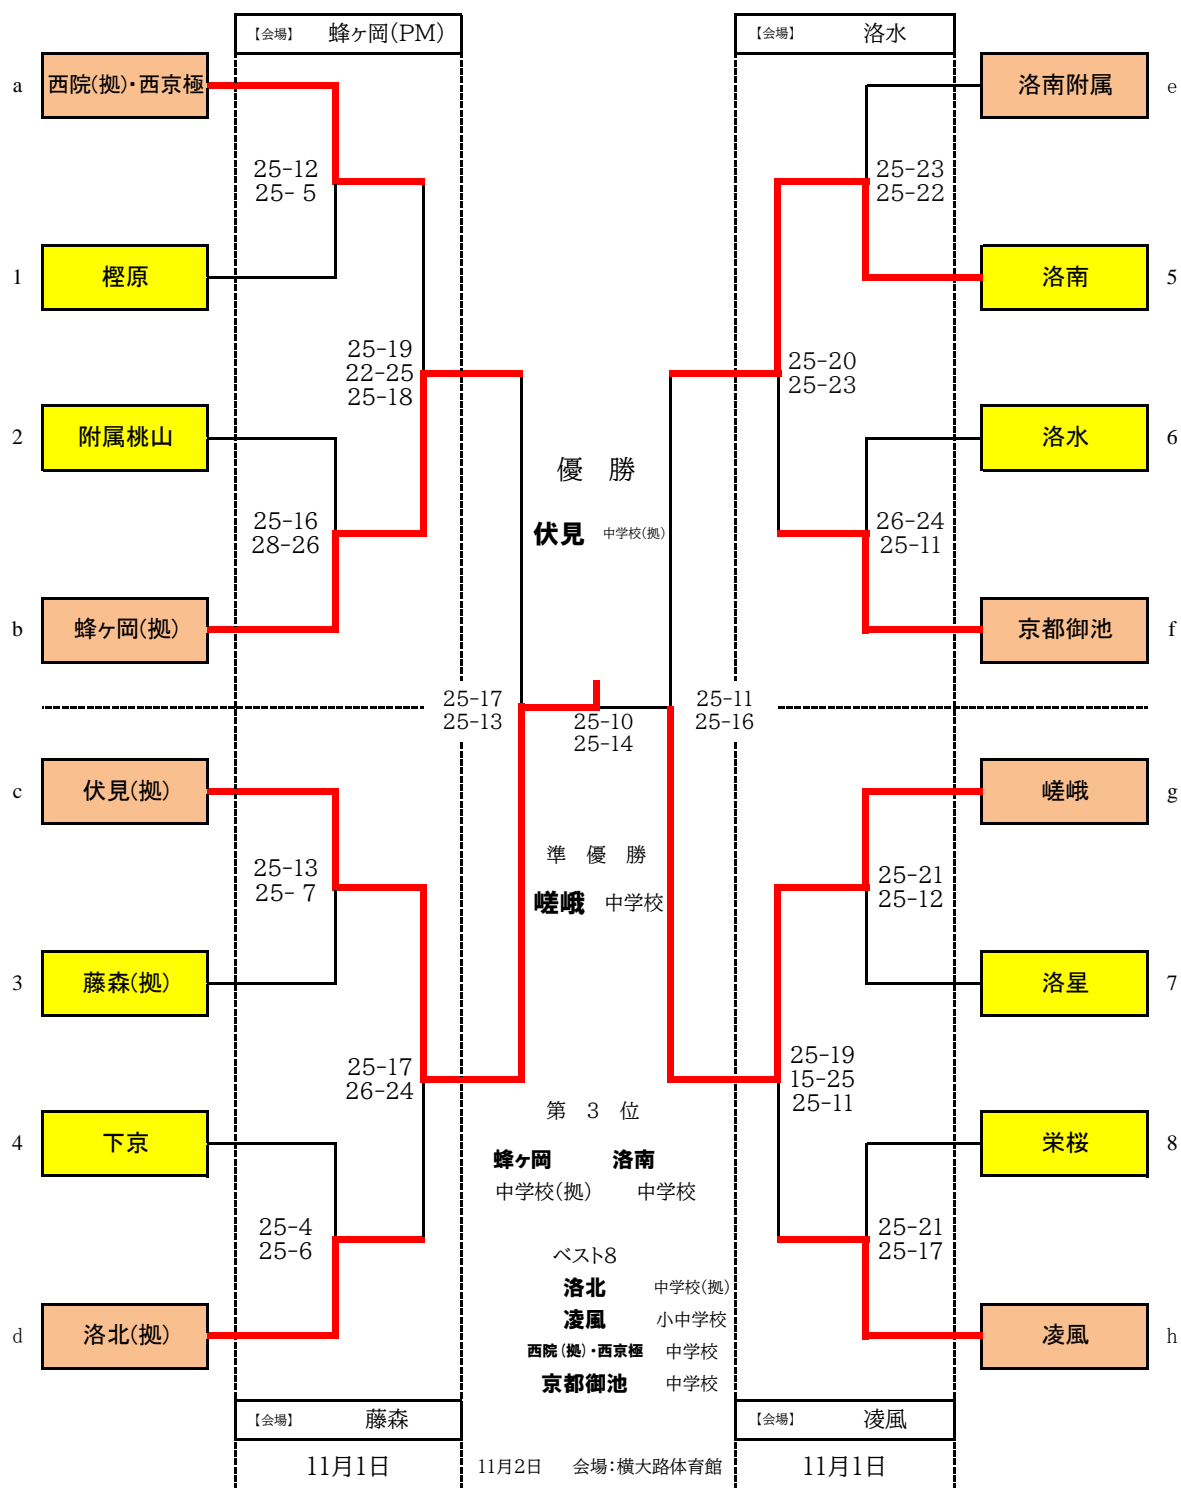 【会場】 蜂ヶ岡(PM)
【会場】 洛水
a 西院(拠)・西京極
洛南附属 e
25-12
25- 5
25-23
25-22
1 樫原
洛南 5
25-19
22-25
25-18
25-20
25-23
2 附属桃山
洛水 6
優 勝
伏見 中学校(拠)
25-16
28-26
26-24
25-11
b 蜂ヶ岡(拠)
京都御池 f
25-17
25-13
25-10
25-14
25-11
25-16
c 伏見(拠)
嵯峨 g
準 優 勝
嵯峨 中学校
25-13
25- 7
25-21
25-12
3 藤森(拠)
洛星 7
25-17
26-24
25-19
15-25
25-11
第 3 位
蜂ヶ岡 洛南
中学校(拠) 中学校
4 下京
栄桜 8
25-4
25-6
25-21
25-17
ベスト8
洛北 中学校(拠)
凌風 小中学校
西院(拠)・西京極 中学校
京都御池 中学校
d 洛北(拠)
凌風 h
【会場】 藤森
【会場】 凌風
11月1日
11月2日 会場:横大路体育館
11月1日